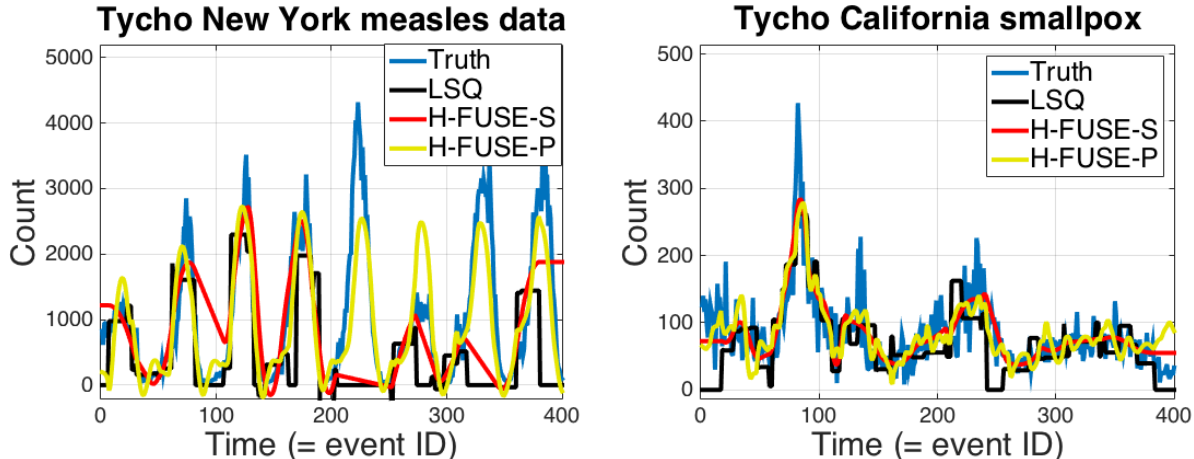 Tycho New York measles data
5000
4000
3000
2000
1000
0
Count
Truth
LSQ
H-FUSE-S
H-FUSE-P
0 100 200 300 400
Time (= event ID)
Tycho California smallpox
500
400
300
200
100
0
Count
Truth
LSQ
H-FUSE-S
H-FUSE-P
0 100 200 300 400
Time (= event ID)